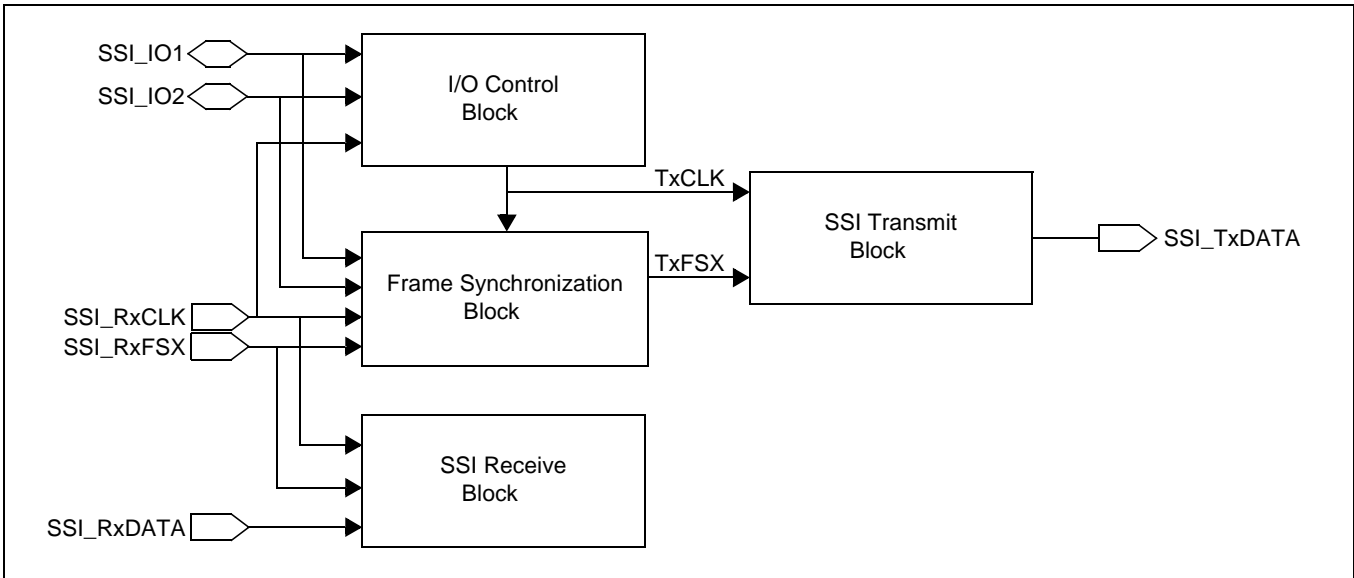 SSI_IO1
I/O Control
Block
SSI_IO2
TxCLK
SSI Transmit
Block
SSI_TxDATA
TxFSX
Frame Synchronization
Block
SSI_RxCLK
SSI_RxFSX
SSI Receive
Block
SSI_RxDATA